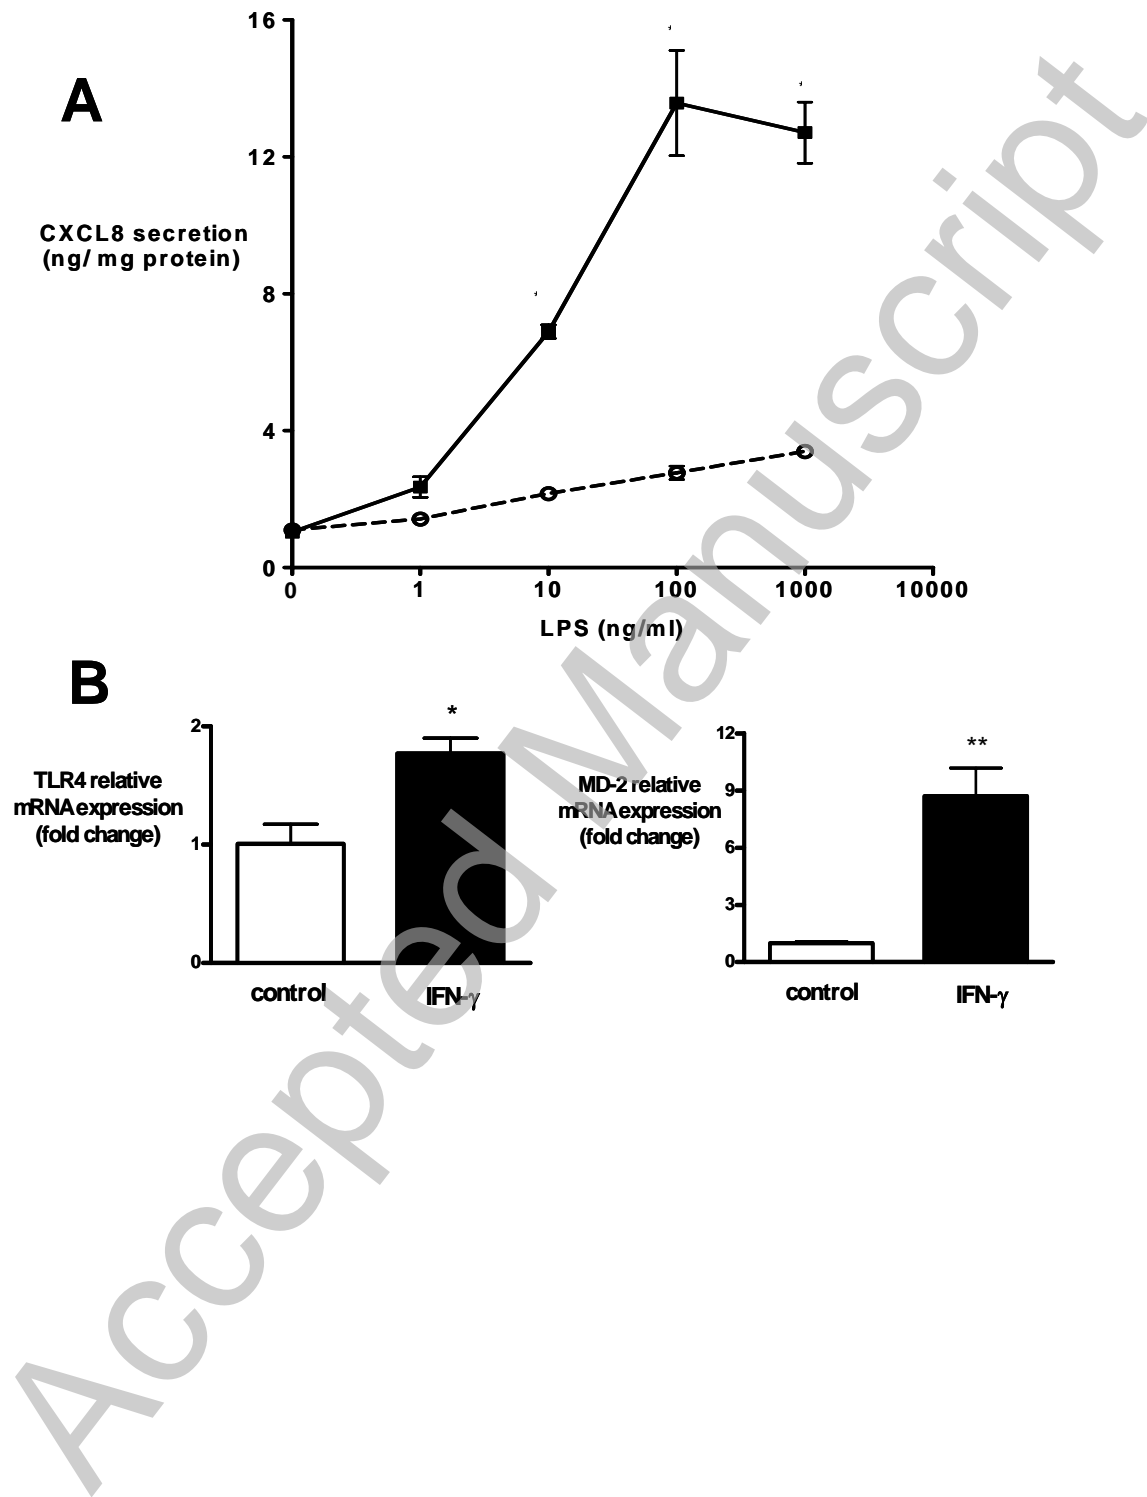 A
16
12
CXCL8 secretion
(ng/ mg protein)
8
4
0
0 1 10 100 1000 10000
LPS (ng/ml)
*
*
*
B
2
TLR4 relative
mRNA expression
(fold change)
1
0
*
control IFN-γ
12
MD-2 relative
mRNA expression
(fold change)
9
6
3
0
**
control IFN-γ
Accepted Manuscript